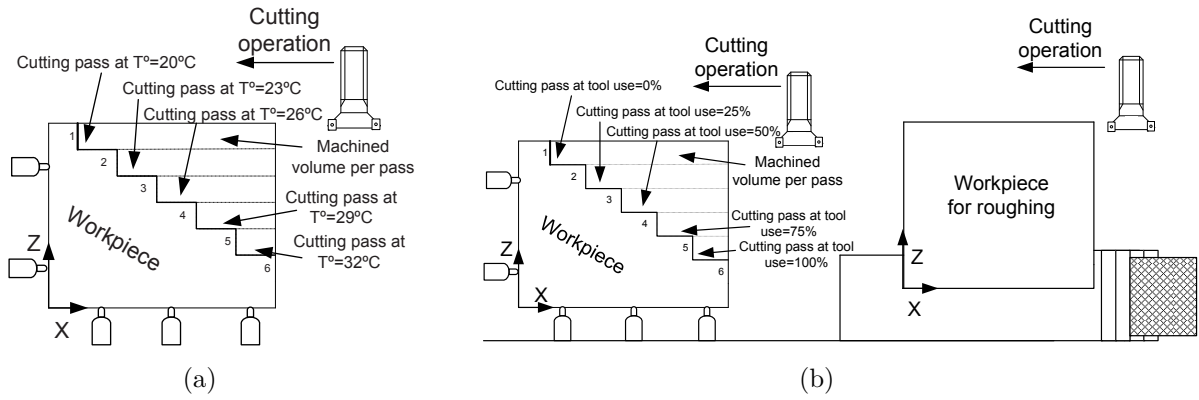 Cutting
operation
Cutting pass at Tº=20ºC
Cutting pass at Tº=23ºC
Cutting pass at Tº=26ºC
1
2
3
4
5
6
Machined
volume per pass
Cutting pass at
Tº=29ºC
Cutting pass at
Tº=32ºC
Workpiece
Z
X
(a)
Cutting
operation
Cutting pass at tool use=0%
Cutting pass at tool use=25%
Cutting pass at tool use=50%
1
2
3
4
5
6
Machined
volume per pass
Cutting pass at tool
use=75%
Cutting pass at tool
use=100%
Workpiece
Z
X
Cutting
operation
Workpiece
for roughing
Z
X
(b)